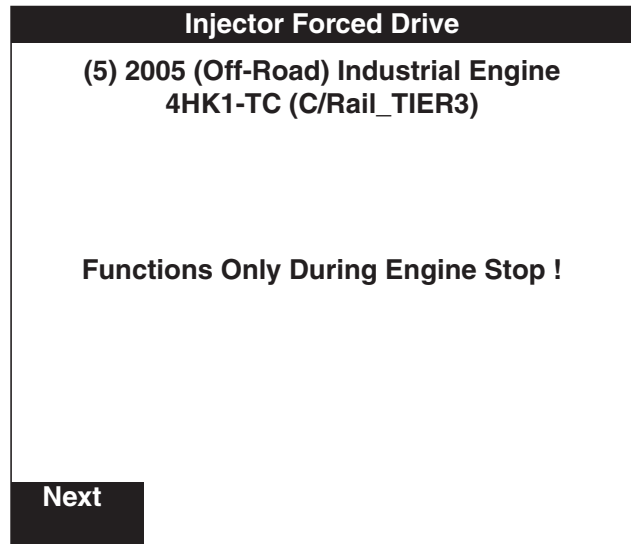 Injector Forced Drive
(5) 2005 (Off-Road) Industrial Engine
4HK1-TC (C/Rail_TIER3)
Functions Only During Engine Stop !
Next